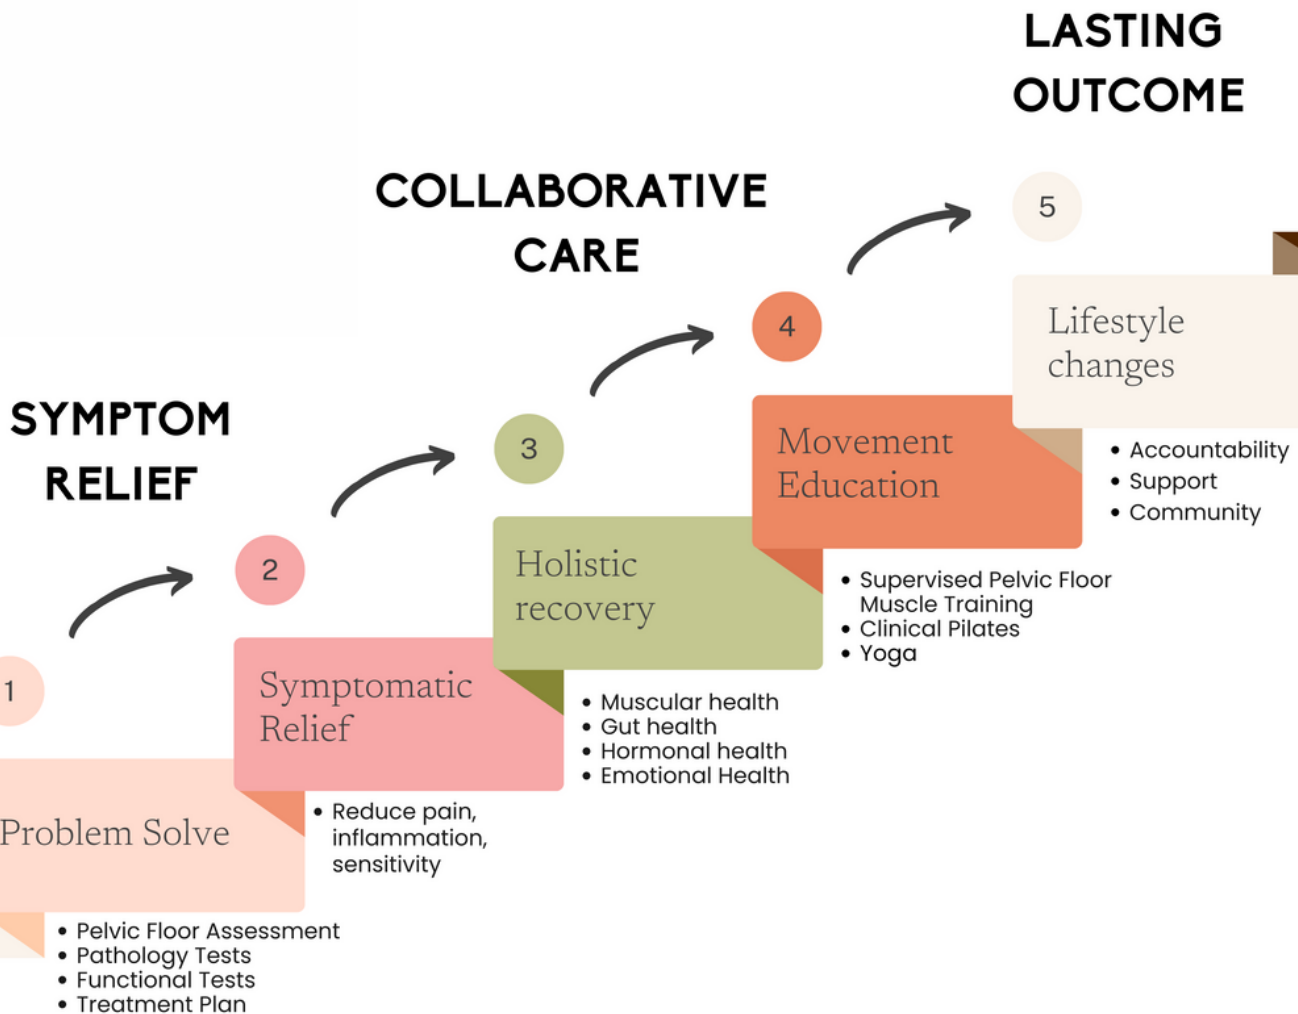 LASTING
OUTCOME
COLLABORATIVE
CARE
SYMPTOM
RELIEF
1
Problem Solve
• Pelvic Floor Assessment
• Pathology Tests
• Functional Tests
• Treatment Plan
2
Symptomatic
Relief
• Reduce pain,
inflammation,
sensitivity
3
Holistic
recovery
• Muscular health
• Gut health
• Hormonal health
• Emotional Health
4
Movement
Education
• Supervised Pelvic Floor
Muscle Training
• Clinical Pilates
• Yoga
5
Lifestyle
changes
• Accountability
• Support
• Community